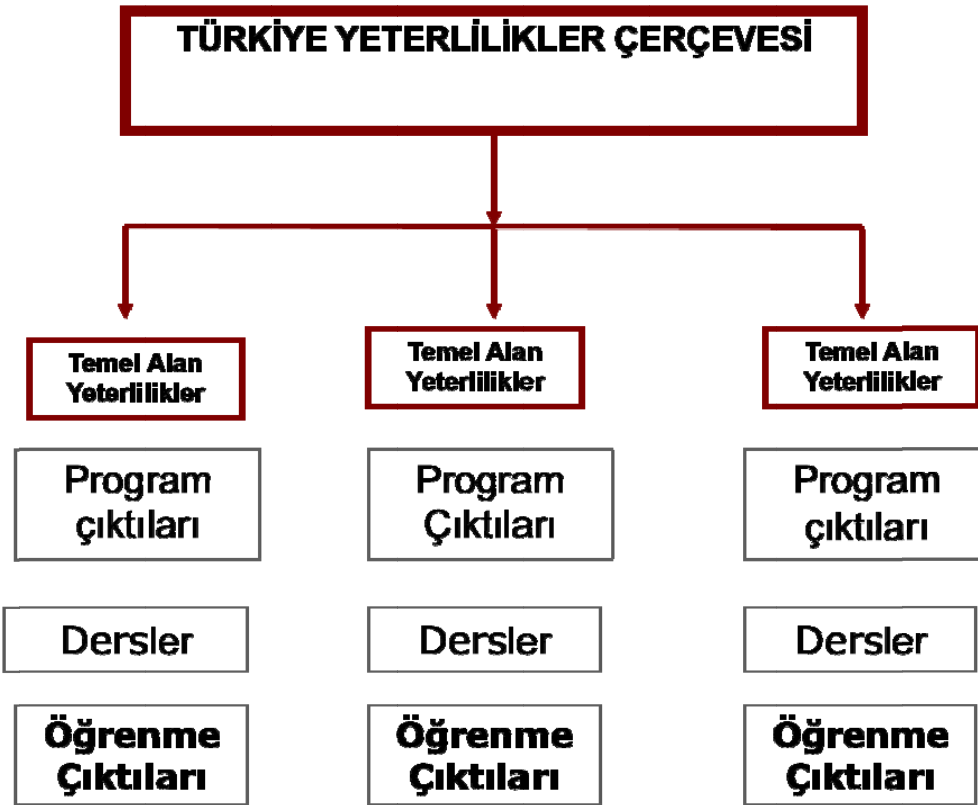 TÜRKİYE YETERLİLİKLER ÇERÇEVESİ
Temel Alan
Yeterlilikler
Temel Alan
Yeterlilikler
Temel Alan
Yeterlilikler
Program
çıktıları
Program
Çıktıları
Program
çıktıları
Dersler
Dersler
Dersler
Öğrenme
Çıktıları
Öğrenme
Çıktıları
Öğrenme
Çıktıları